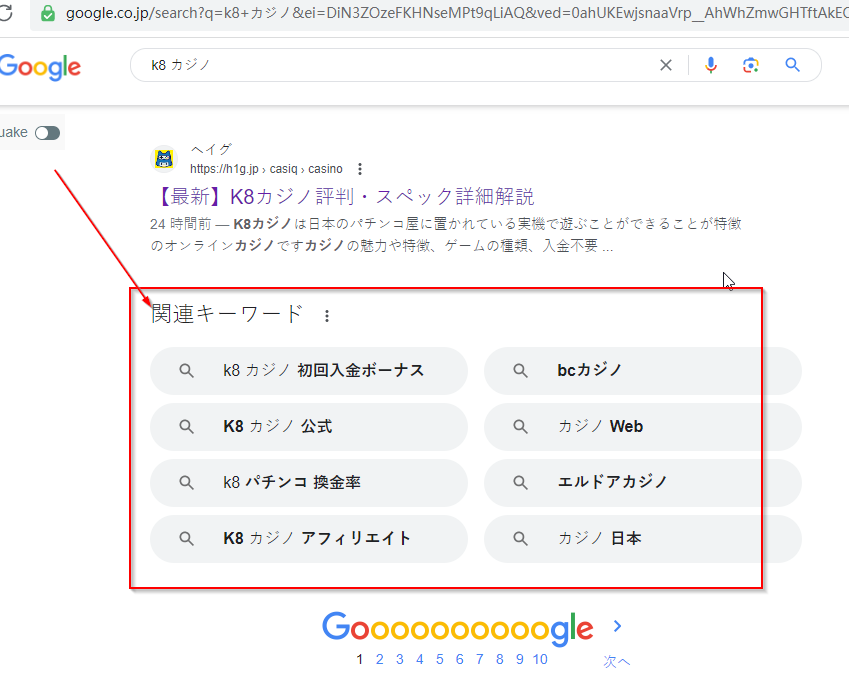 google.co.jp/search?q=k8+カジノ&ei=DiN3ZOzeFKHNseMPt9qLiAQ&ved=0ahUKEwjsnaaVrp__AhWhZmwGHTftAkEC
Google
k8 カジノ
uake
ヘイグ
https://h1g.jp › casiq › casino
【最新】K8カジノ評判・スペック詳細解説
24 時間前 — K8カジノは日本のパチンコ屋に置かれている実機で遊ぶことができることが特徴
のオンラインカジノですカジノの魅力や特徴、ゲームの種類、入金不要 ...
関連キーワード
k8 カジノ 初回入金ボーナス
bcカジノ
K8 カジノ 公式
カジノ Web
k8 パチンコ 換金率
エルドアカジノ
K8 カジノ アフィリエイト
カジノ 日本
Goooooooooogle
1 2 3 4 5 6 7 8 9 10
次へ